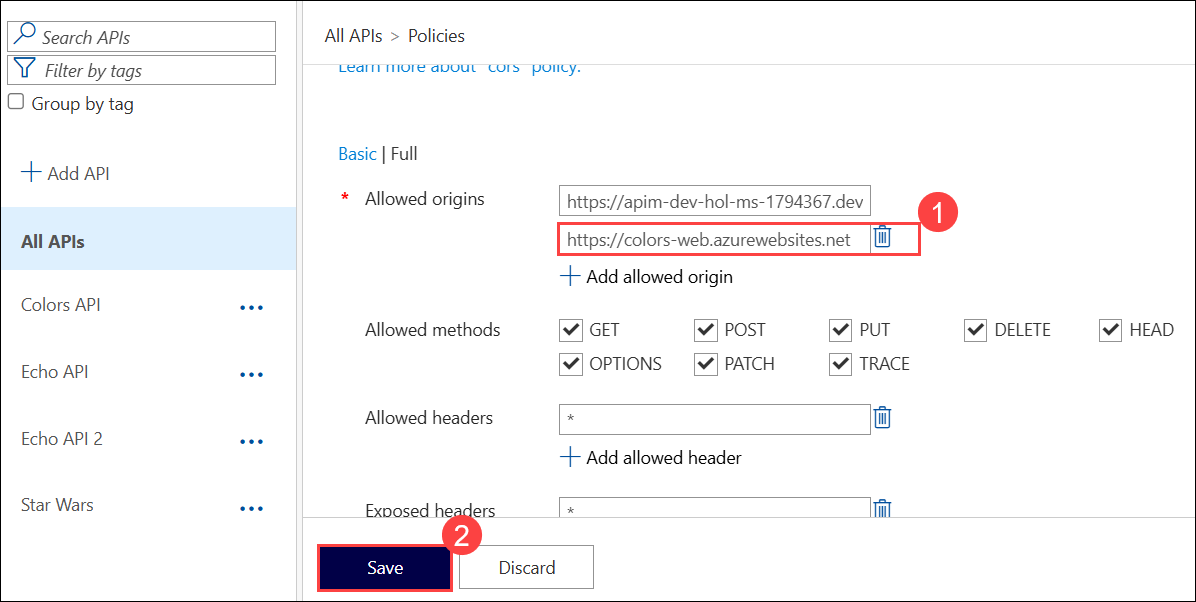 Search APIs
Filter by tags
Group by tag
Add API
All APIs
Colors API
Echo API
Echo API 2
Star Wars
All APIs > Policies
Learn more about "cors" policy.
Basic | Full
* Allowed origins
https://apim-dev-hol-ms-1794367.dev
https://colors-web.azurewebsites.net
1
Add allowed origin
Allowed methods
GET POST PUT DELETE HEAD
OPTIONS PATCH TRACE
Allowed headers
*
Add allowed header
Exposed headers
*
2
Save Discard